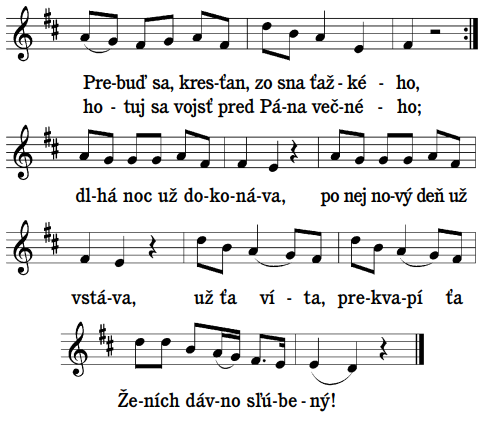 Pre-buď sa, kres-ťan, zo sna ťaž-ké - ho,
ho - tuj sa vojsť pred Pá-na več-né - ho;
dl-há noc už do-ko-ná-va, po nej no-vý deň už
vstá-va, už ťa ví - ta, pre-kva-pí ťa
Že-ních dáv-no sľú-be-ný!